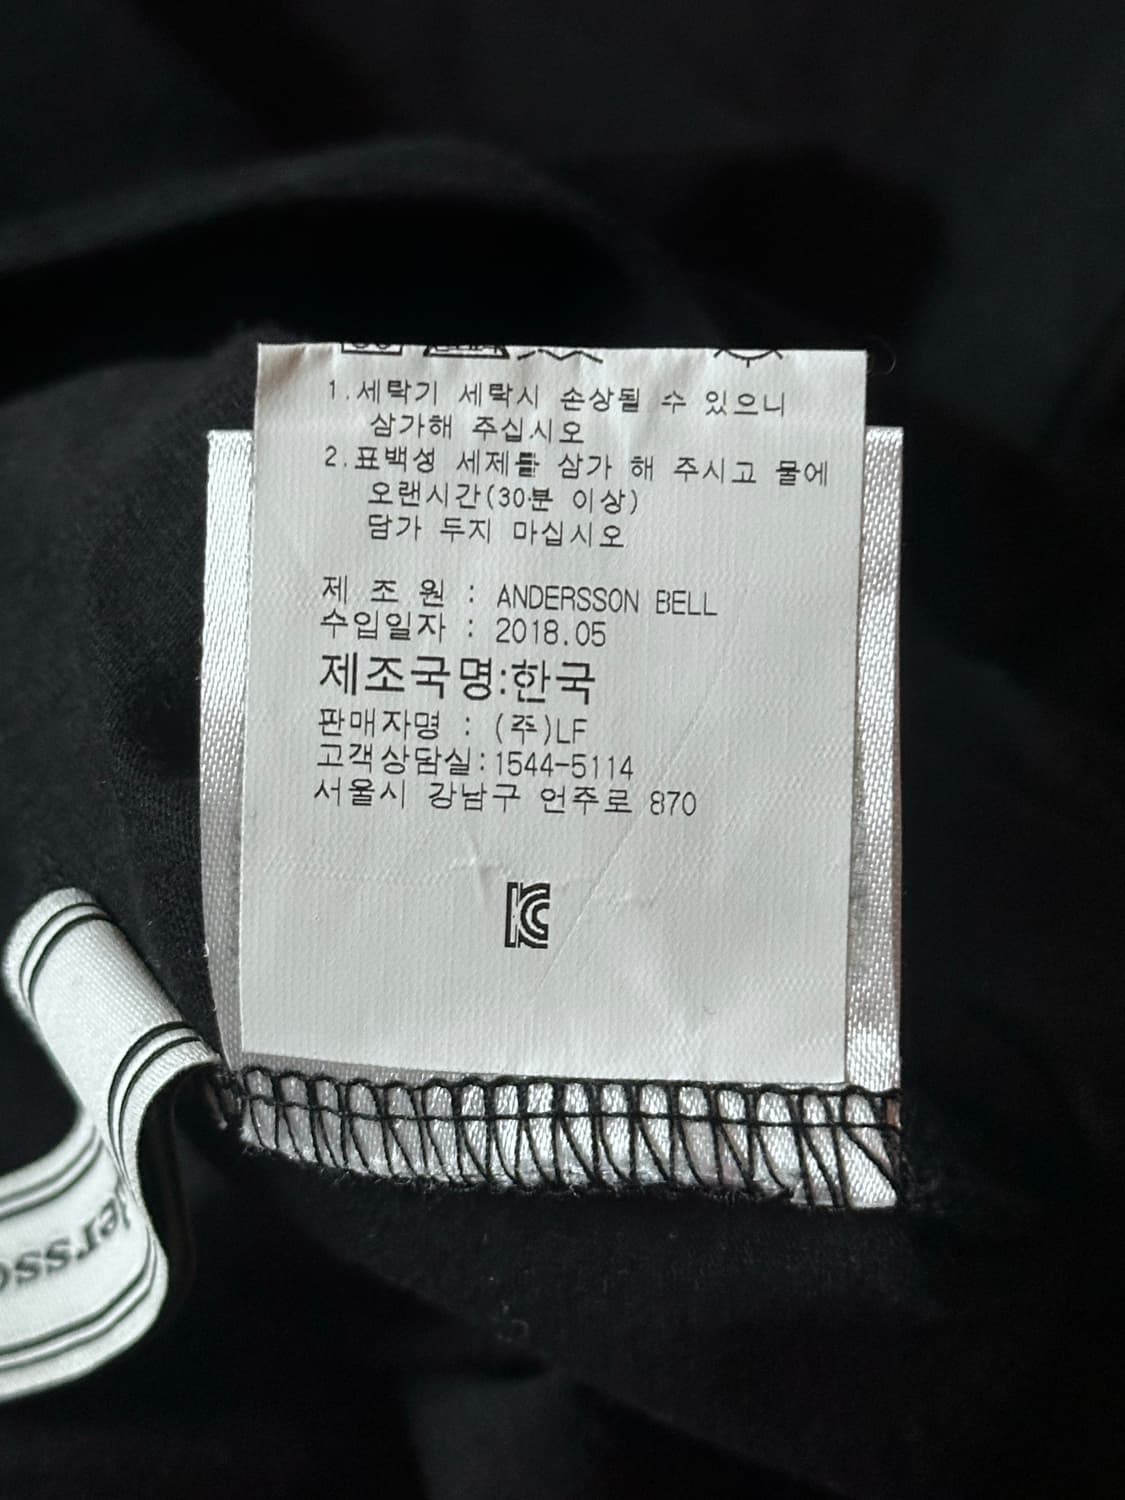 1.세탁기 세탁시 손상될 수 있으니
삼가해 주십시오
2.표백성 세제를 삼가 해 주시고 물에
오랜시간(30분 이상)
담가 두지 마십시오
제 조 원 : ANDERSSON BELL
수입일자 : 2018.05
제조국명:한국
판매자명 : (주)LF
고객상담실:1544-5114
서울시 강남구 언주로 870
KC